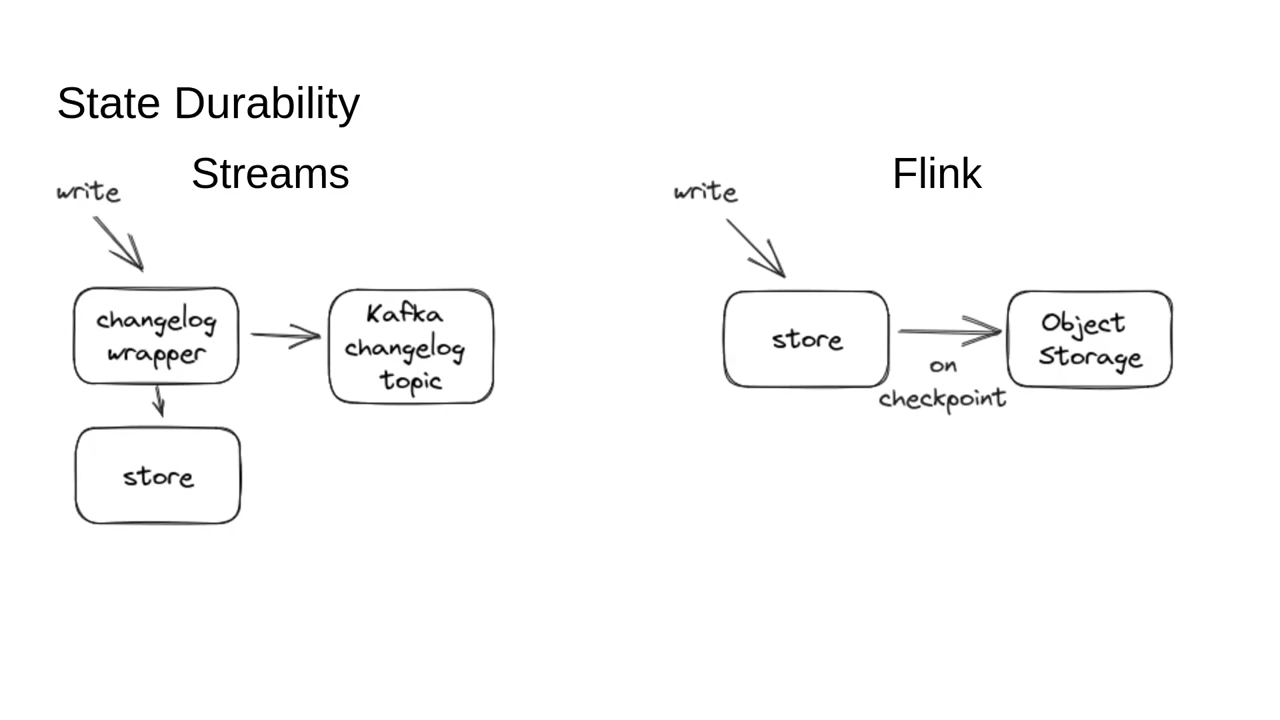 State Durability
Streams
write
changelog
wrapper
Kafka
changelog
topic
store
Flink
write
store
on
checkpoint
Object
Storage